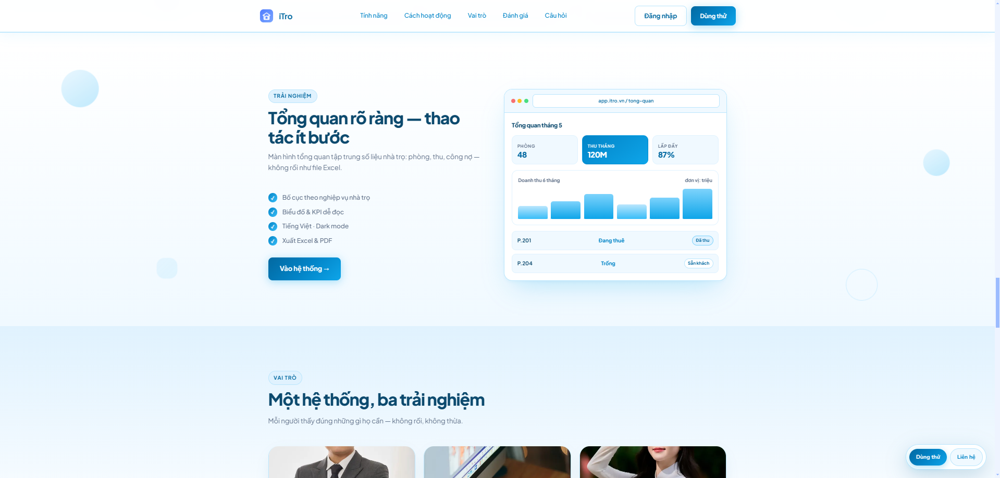 iTro
Tính năng
Cách hoạt động
Vai trò
Đánh giá
Câu hỏi
Đăng nhập
Dùng thử
TRẢI NGHIỆM
Tổng quan rõ ràng — thao
tác ít bước
Màn hình tổng quan tập trung số liệu nhà trọ: phòng, thu, công nợ —
không rối như file Excel.
Bố cục theo nghiệp vụ nhà trọ
Biểu đồ & KPI dễ đọc
Tiếng Việt · Dark mode
Xuất Excel & PDF
Vào hệ thống →
app.itro.vn / tong-quan
Tổng quan tháng 5
PHÒNG
48
THU THÁNG
120M
LẤP ĐẦY
87%
Doanh thu 6 tháng
đơn vị: triệu
P.201
Đang thuê
Đã thu
P.204
Trống
Sẵn khách
VAI TRÒ
Một hệ thống, ba trải nghiệm
Mỗi người thấy đúng những gì họ cần — không rối, không thừa.
Dùng thử
Liên hệ